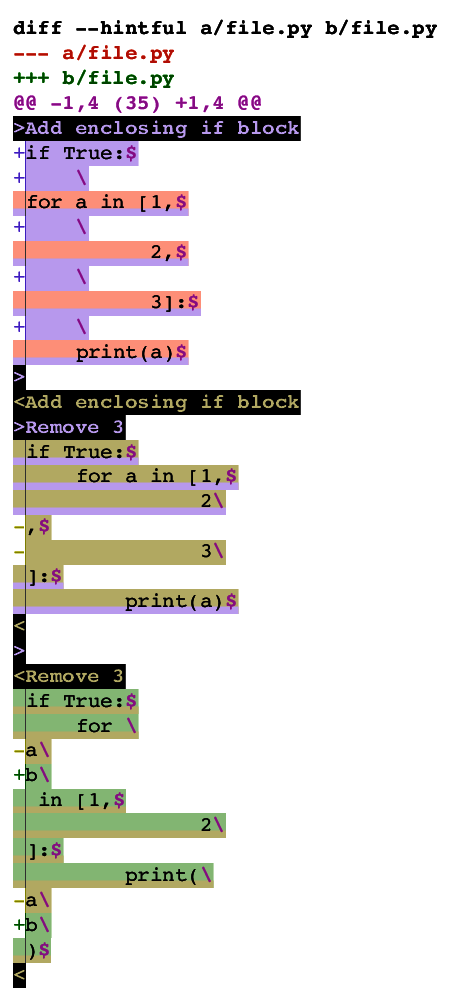 diff --hintful a/file.py b/file.py
--- a/file.py
+++ b/file.py
@@ -1,4 (35) +1,4 @@
>Add enclosing if block
+if True:$
+    \
 for a in [1,$
+    \
           2,$
+    \
           3]:$
+    \
     print(a)$
>
<Add enclosing if block
>Remove 3
 if True:$
     for a in [1,$
               2\
-,$
-              3\
 ]:$
         print(a)$
<
>
<Remove 3
 if True:$
     for \
-a\
+b\
  in [1,$
               2\
 ]:$
         print(\
-a\
+b\
 )$
<